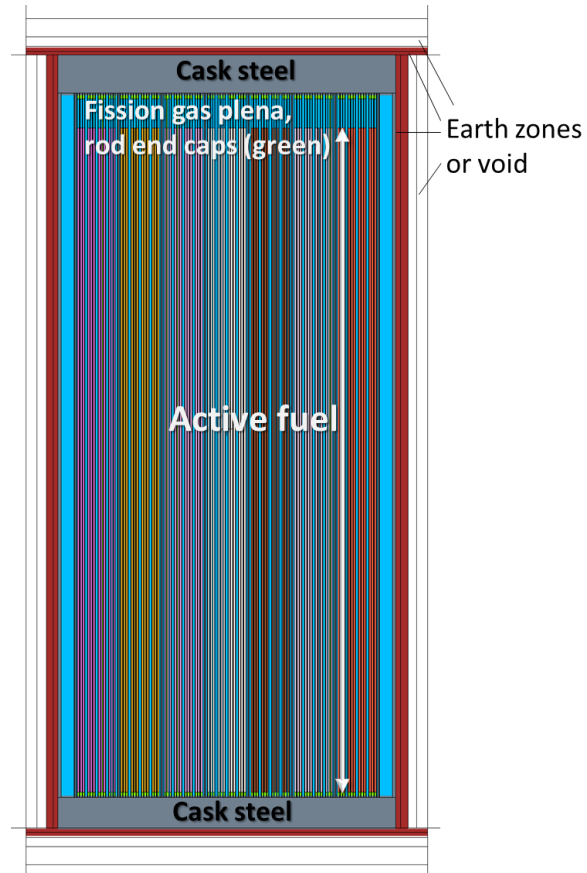 Cask steel
Fission gas plena,
rod end caps (green)
Earth zones
or void
Active fuel
Cask steel